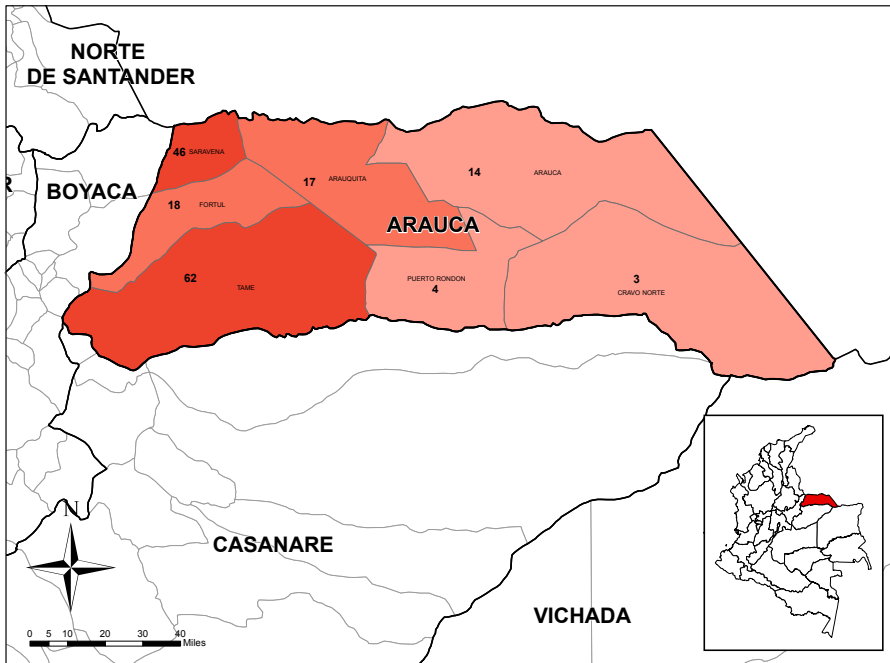 NORTE
DE SANTANDER
46 SARAVENA
17 ARAUQUITA
14 ARAUCA
R
BOYACA
18 FORTUL
ARAUCA
62
TAME
PUERTO RONDON
4
3
CRAVO NORTE
N
CASANARE
VICHADA
0 5 10 20 30 40
Miles